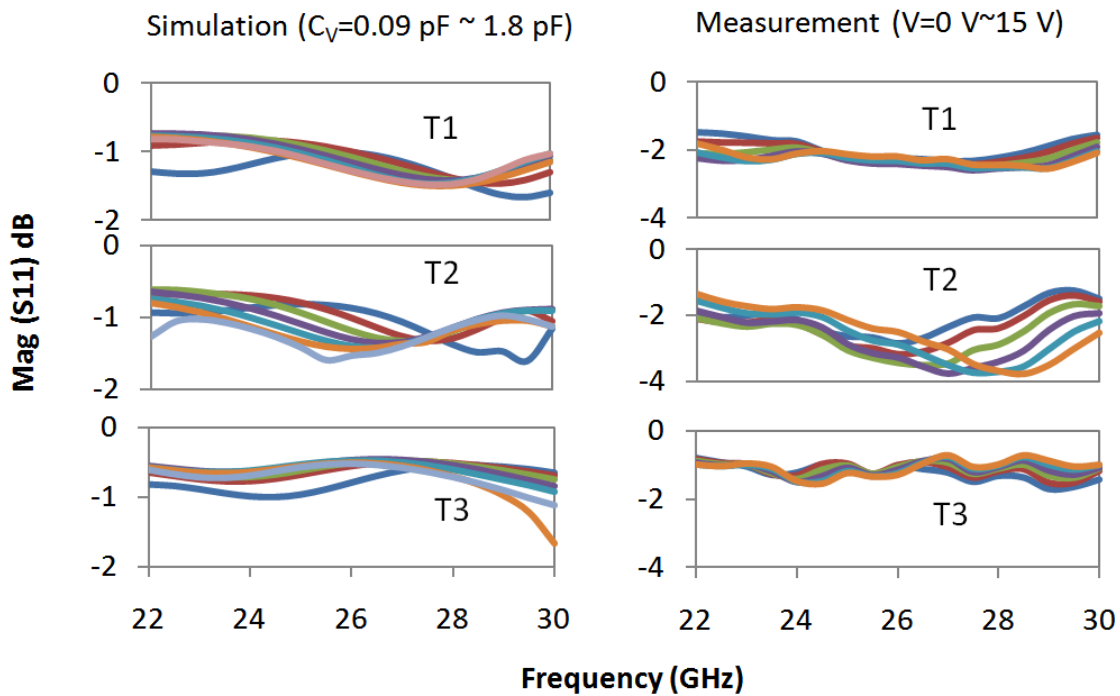 Simulation (CV=0.09 pF ~ 1.8 pF)
Measurement (V=0 V~15 V)
Mag (S11) dB
0
-1
-2
T1
0
-2
-4
T1
0
-1
-2
T2
0
-2
-4
T2
0
-1
-2
T3
0
-2
-4
T3
22 24 26 28 30
22 24 26 28 30
Frequency (GHz)